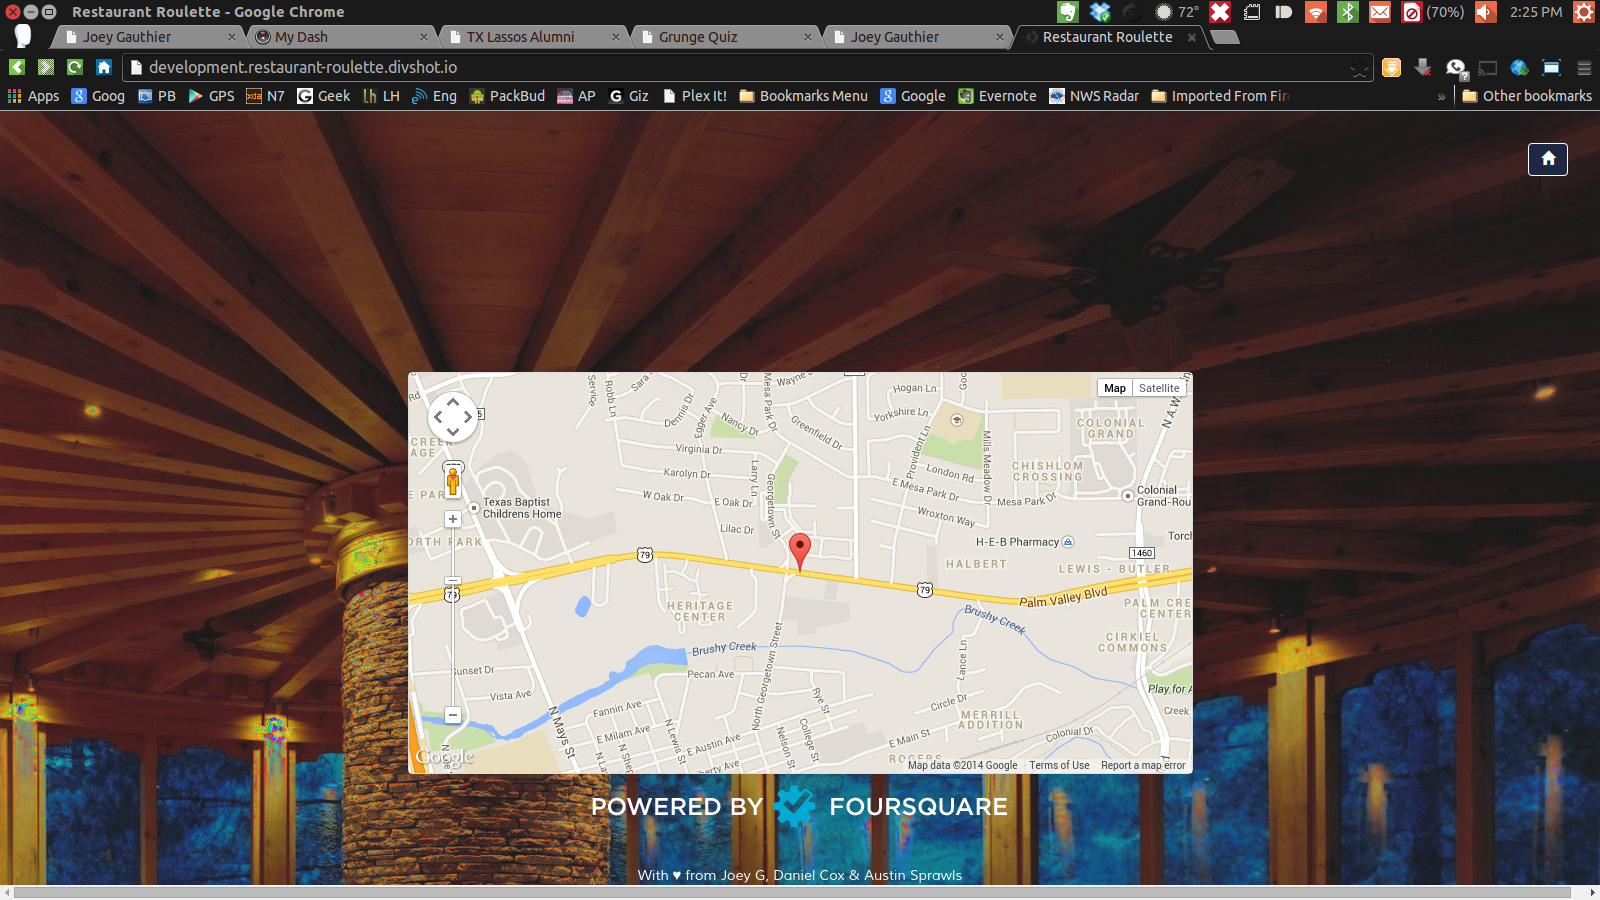 Restaurant Roulette - Google Chrome
72°
(70%)
2:25 PM
Joey Gauthier
My Dash
TX Lassos Alumni
Grunge Quiz
Joey Gauthier
Restaurant Roulette
development.restaurant-roulette.divshot.io
Apps
Goog
PB
GPS
N7
Geek
LH
Eng
PackBud
AP
Giz
Plex It!
Bookmarks Menu
Google
Evernote
NWS Radar
Imported From Fir
»
Other bookmarks
Map
Satellite
Service
Robb Ln
Sara
Dennis Dr
Egger Ave
Nancy Dr
Mesa Park Dr
Wayne
Greenfield Dr
Hogan Ln
Yorkshire Ln
Goo
N A.W.
COLONIAL
GRAND
Virginia Dr
Karolyn Dr
W Oak Dr
E Oak Dr
Larry Ln
Lilac Dr
Georgetown St
Provident Ln
Mills Meadow Dr
London Rd
E Mesa Park Dr
Mesa Park Dr
Wroxton Way
CHISHLOM
CROSSING
Colonial
Grand-Rou
CREEK
AGE
E PARK
Texas Baptist
Childrens Home
ORTH PARK
H-E-B Pharmacy
HALBERT
1460
Torch
LEWIS - BUTLER
79
79
79
Palm Valley Blvd
HERITAGE
CENTER
Brushy Creek
Brushy Creek
PALM CRE
CENTER
CIRKIEL
COMMONS
Sunset Dr
Vista Ave
Pecan Ave
North Georgetown Street
Lance Ln
Play for A
Creek
Fannin Ave
N Mays St
E Milam Ave
N Lewis St
E Austin Ave
Nelson St
College St
Rye St
Circle Dr
MERRILL
ADDITION
E Main St
Colonial Dr
ROGERS
Liberty Ave
Google
Map data ©2014 Google
Terms of Use
Report a map error
POWERED BY FOURSQUARE
With ♥ from Joey G, Daniel Cox & Austin Sprawls